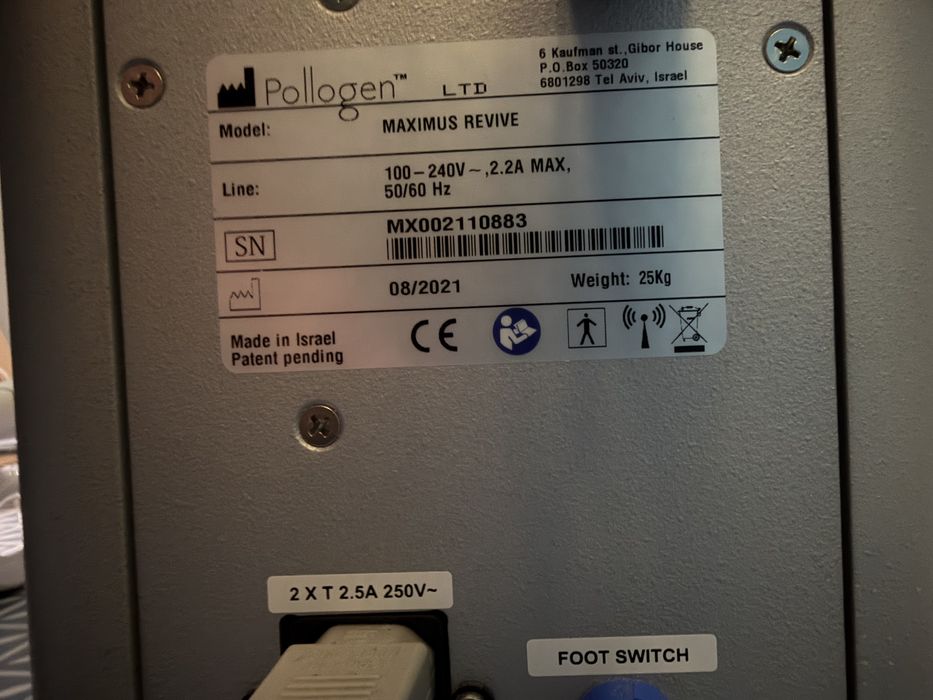 Pollogen™ LTD
6 Kaufman st.,Gibor House
P.O.Box 50320
6801298 Tel Aviv, Israel
Model: MAXIMUS REVIVE
Line: 100–240V~,2.2A MAX,
50/60 Hz
SN MX002110883
08/2021 Weight: 25Kg
Made in Israel
Patent pending
CE
2 X T 2.5A 250V~
FOOT SWITCH